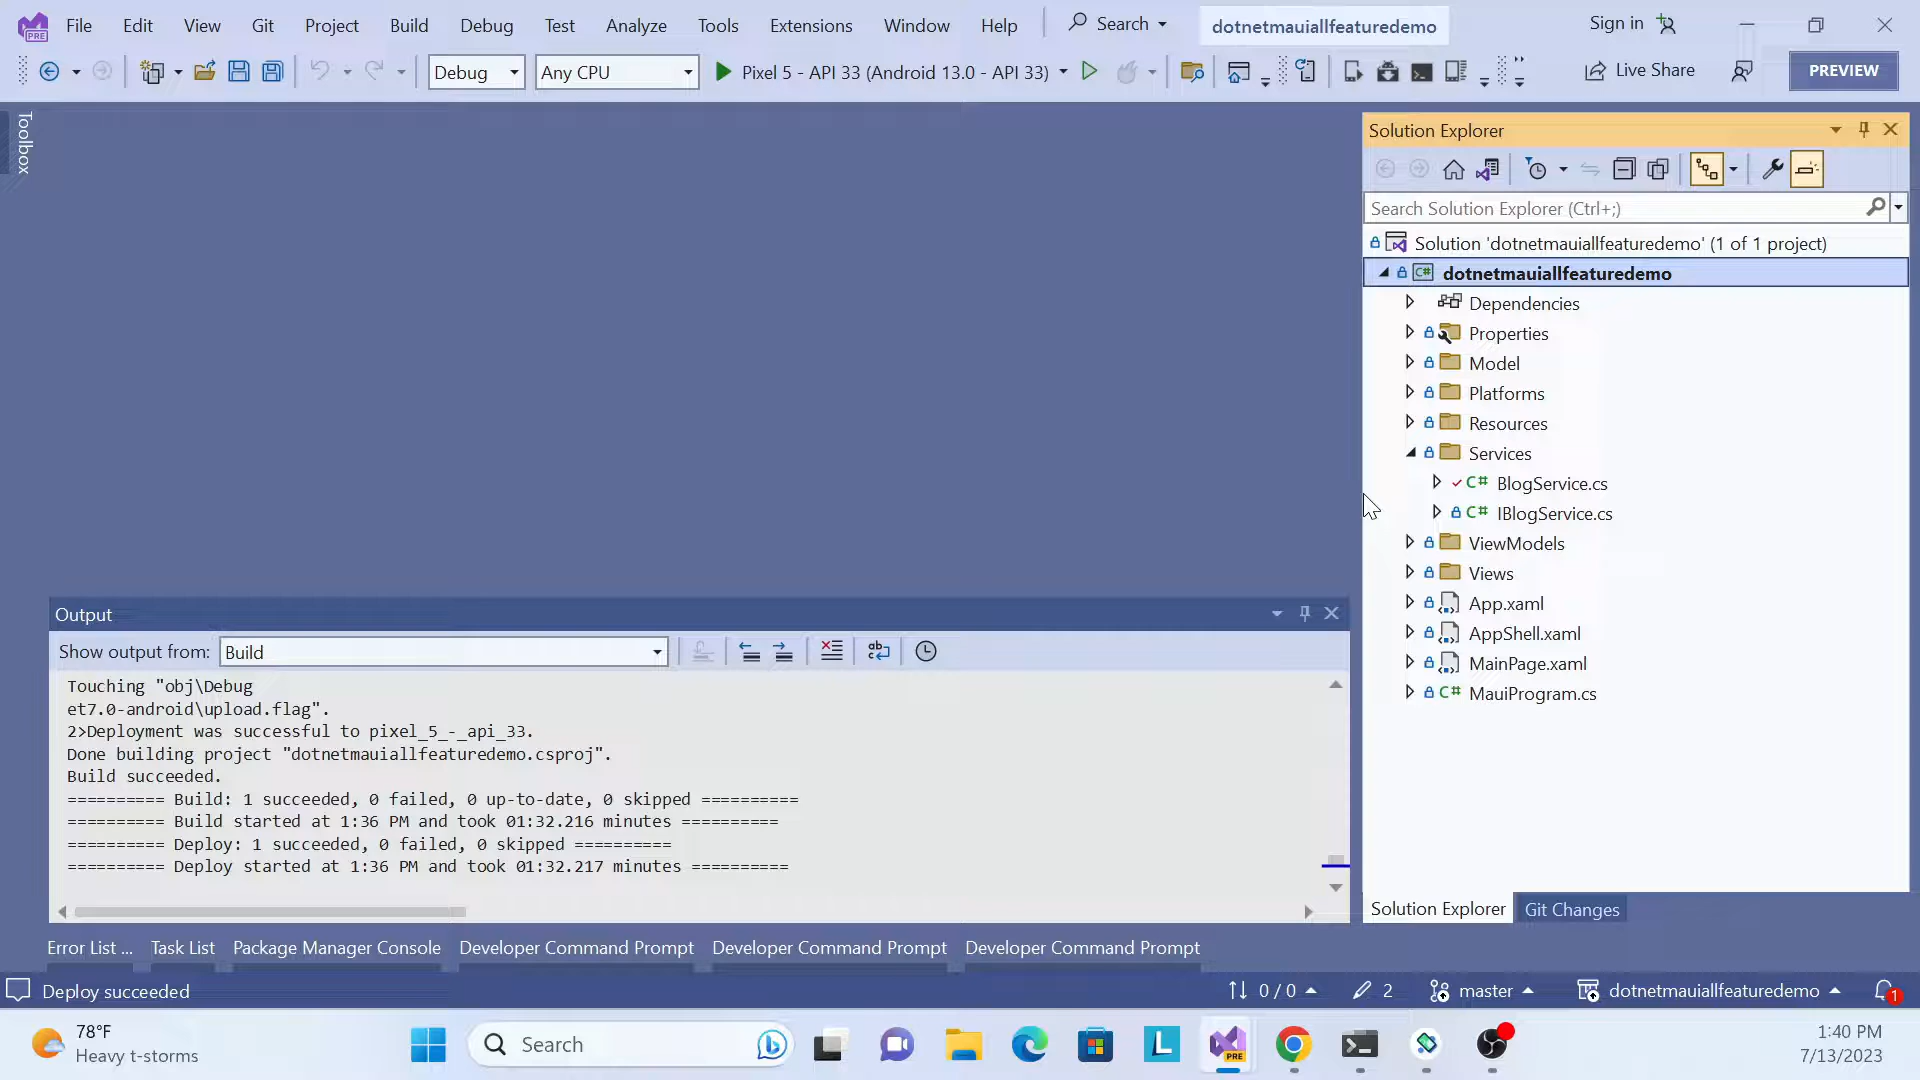 File Edit View Git Project Build Debug Test Analyze Tools Extensions Window Help Search dotnetmauiallfeaturedemo Sign in
PRE
Debug Any CPU Pixel 5 - API 33 (Android 13.0 - API 33) Live Share PREVIEW
Toolbox
Solution Explorer
Search Solution Explorer (Ctrl+;)
Solution 'dotnetmauiallfeaturedemo' (1 of 1 project)
C# dotnetmauiallfeaturedemo
Dependencies
Properties
Model
Platforms
Resources
Services
C# BlogService.cs
C# IBlogService.cs
ViewModels
Views
App.xaml
AppShell.xaml
MainPage.xaml
C# MauiProgram.cs
Solution Explorer Git Changes
Output
Show output from: Build
Touching "obj\Debug
et7.0-android\upload.flag".
2>Deployment was successful to pixel_5_-_api_33.
Done building project "dotnetmauiallfeaturedemo.csproj".
Build succeeded.
========== Build: 1 succeeded, 0 failed, 0 up-to-date, 0 skipped ==========
========== Build started at 1:36 PM and took 01:32.216 minutes ==========
========== Deploy: 1 succeeded, 0 failed, 0 skipped ==========
========== Deploy started at 1:36 PM and took 01:32.217 minutes ==========
Error List ... Task List Package Manager Console Developer Command Prompt Developer Command Prompt Developer Command Prompt
Deploy succeeded 0 / 0 2 master dotnetmauiallfeaturedemo 1
78°F
Heavy t-storms
Search
L
PRE
1:40 PM
7/13/2023